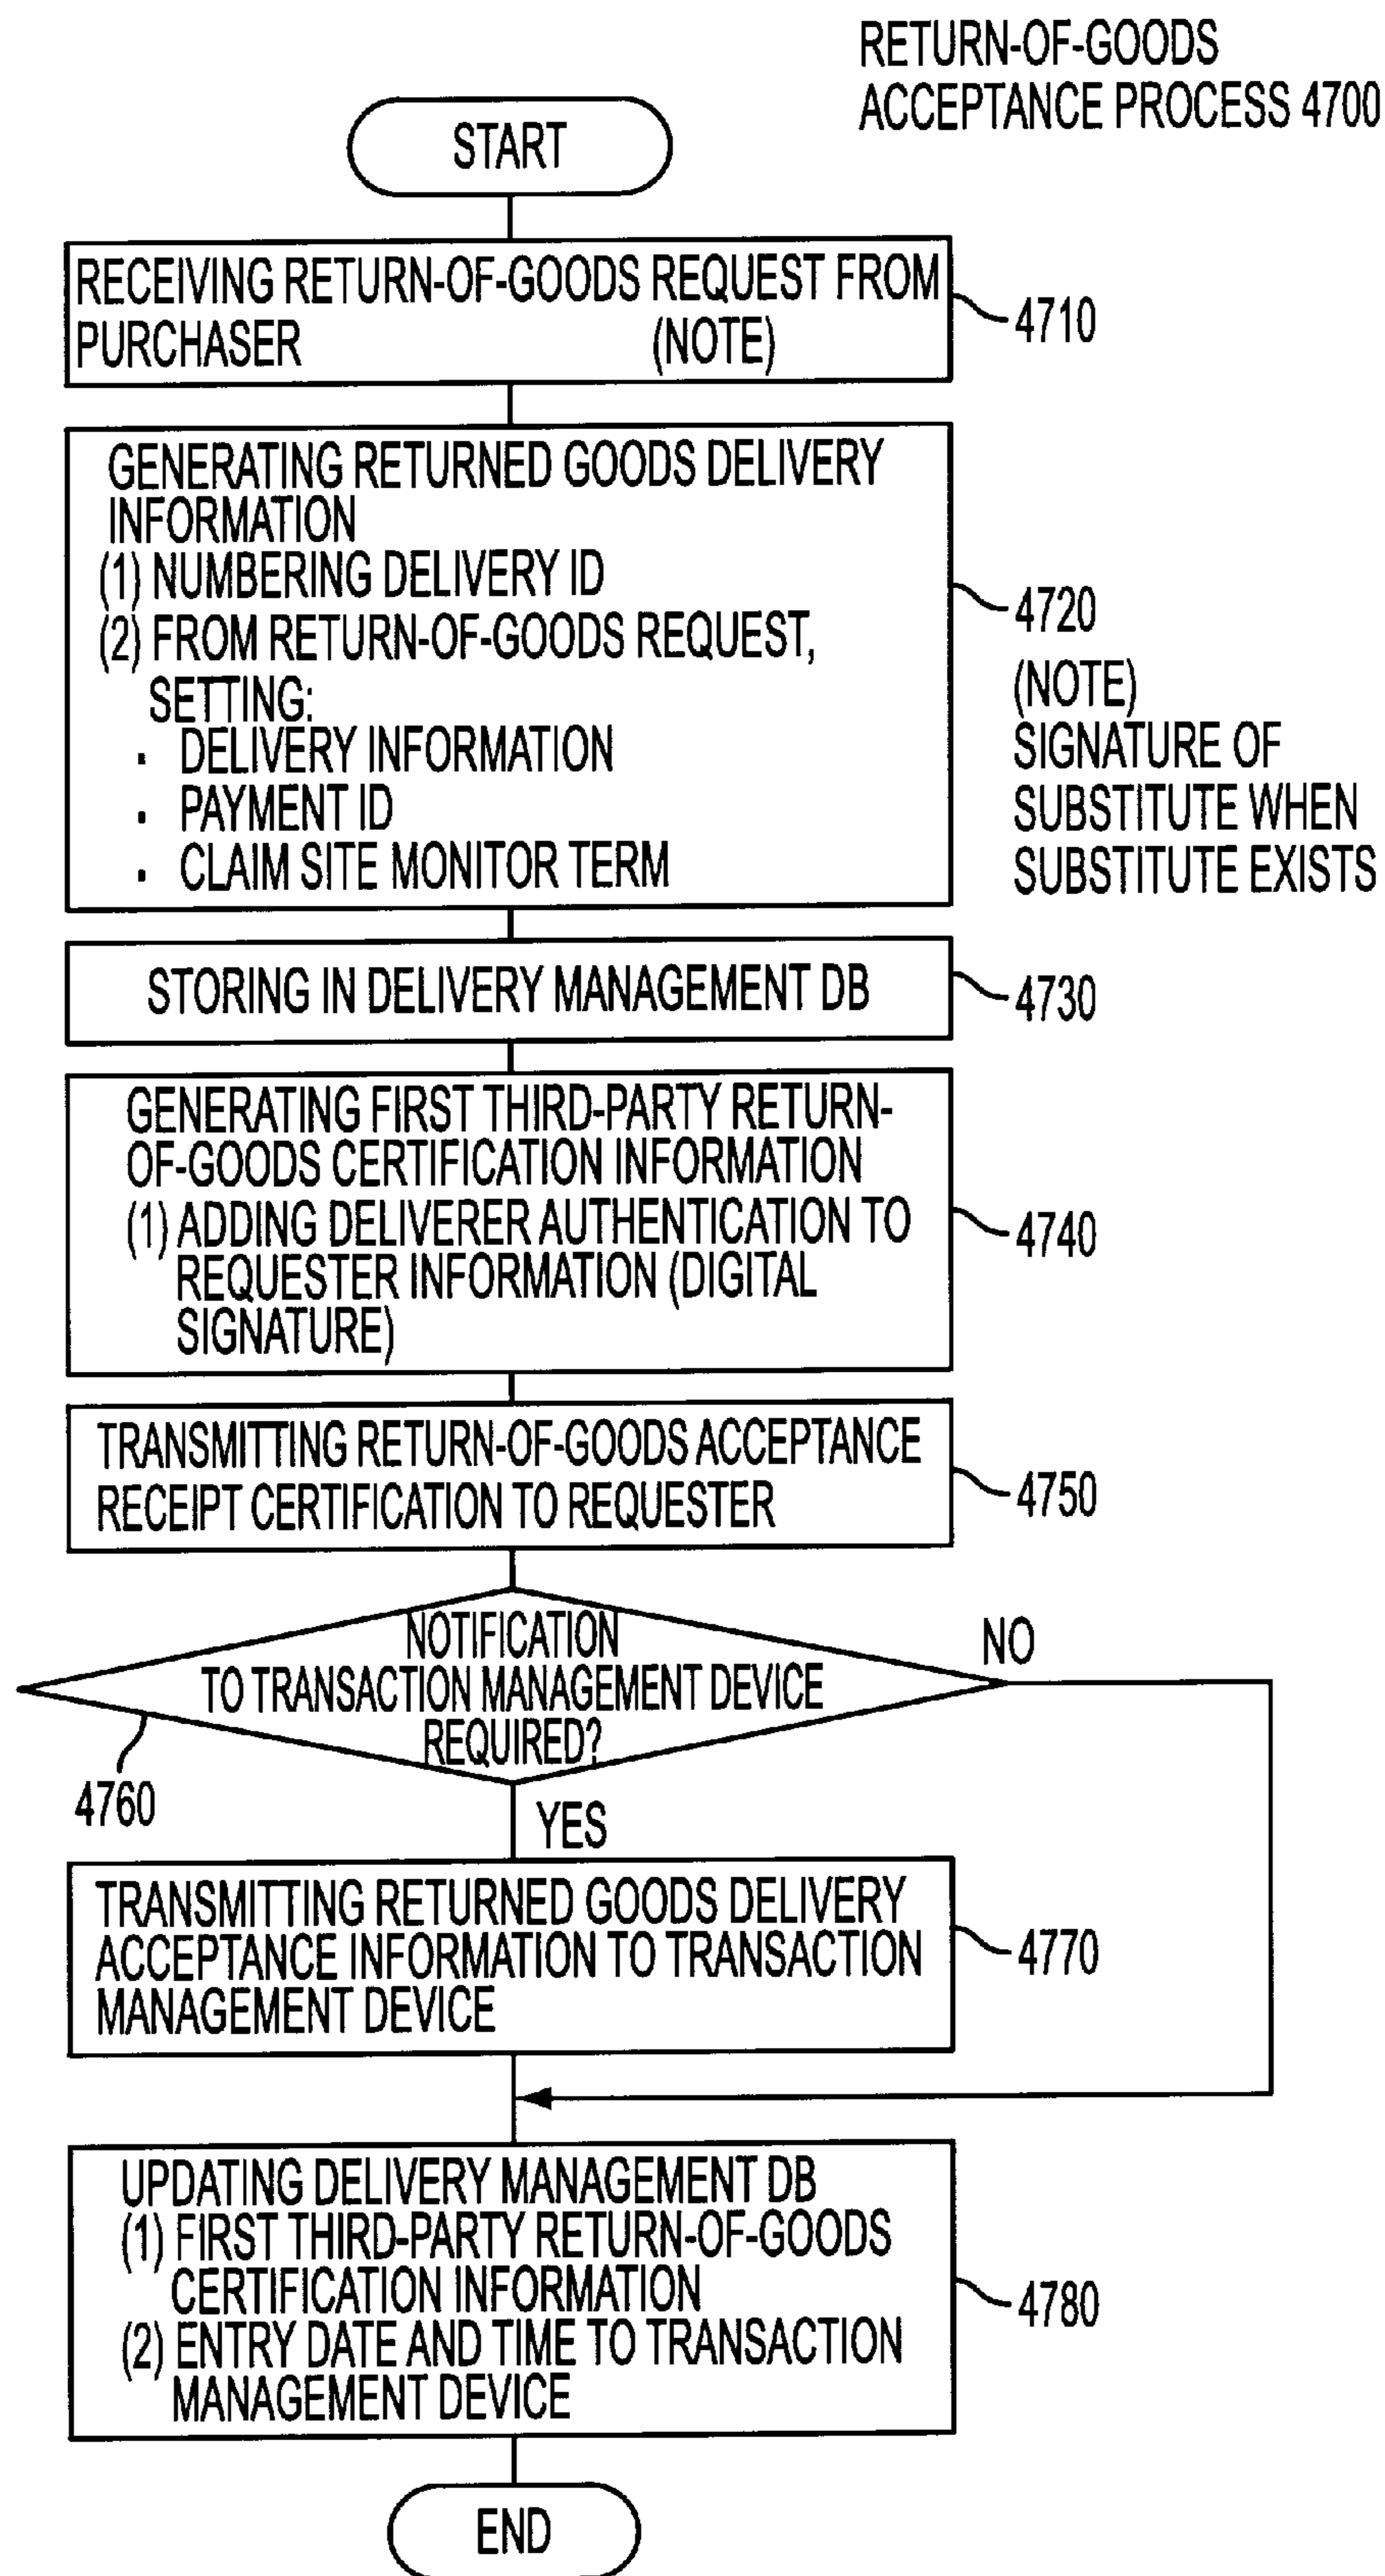 RETURN-OF-GOODS
ACCEPTANCE PROCESS 4700
START
RECEIVING RETURN-OF-GOODS REQUEST FROM
PURCHASER (NOTE)
4710
GENERATING RETURNED GOODS DELIVERY
INFORMATION
(1) NUMBERING DELIVERY ID
(2) FROM RETURN-OF-GOODS REQUEST,
SETTING:
· DELIVERY INFORMATION
· PAYMENT ID
· CLAIM SITE MONITOR TERM
4720
(NOTE)
SIGNATURE OF
SUBSTITUTE WHEN
SUBSTITUTE EXISTS
STORING IN DELIVERY MANAGEMENT DB
4730
GENERATING FIRST THIRD-PARTY RETURN-
OF-GOODS CERTIFICATION INFORMATION
(1) ADDING DELIVERER AUTHENTICATION TO
REQUESTER INFORMATION (DIGITAL
SIGNATURE)
4740
TRANSMITTING RETURN-OF-GOODS ACCEPTANCE
RECEIPT CERTIFICATION TO REQUESTER
4750
NOTIFICATION
TO TRANSACTION MANAGEMENT DEVICE
REQUIRED?
NO
4760
YES
TRANSMITTING RETURNED GOODS DELIVERY
ACCEPTANCE INFORMATION TO TRANSACTION
MANAGEMENT DEVICE
4770
UPDATING DELIVERY MANAGEMENT DB
(1) FIRST THIRD-PARTY RETURN-OF-GOODS
CERTIFICATION INFORMATION
(2) ENTRY DATE AND TIME TO TRANSACTION
MANAGEMENT DEVICE
4780
END